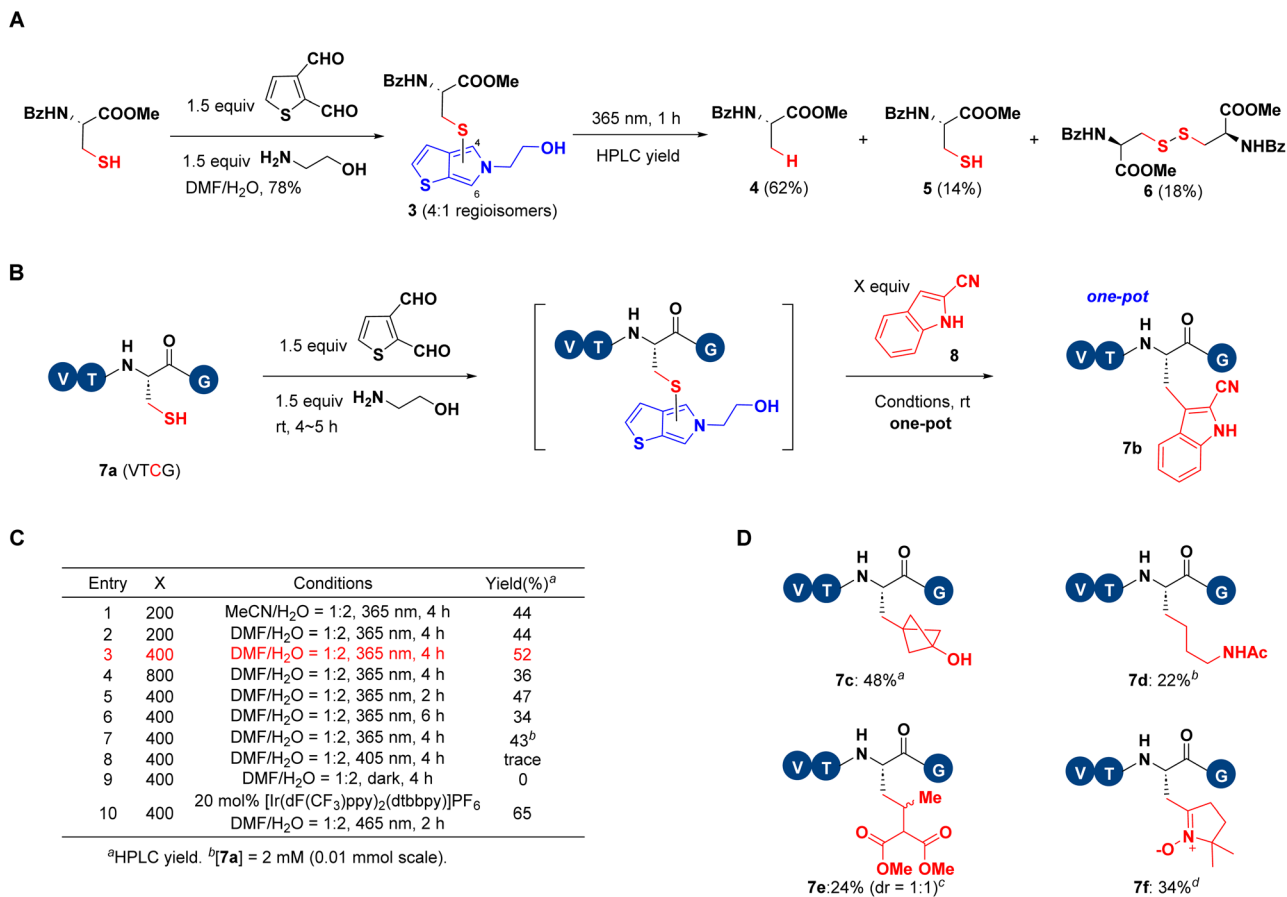 A
BzHN
COOMe
SH
1.5 equiv
CHO
CHO
S
1.5 equiv H2N OH
DMF/H2O, 78%
BzHN
COOMe
S
4
N
OH
S
6
3 (4:1 regioisomers)
365 nm, 1 h
HPLC yield
BzHN
COOMe
H
4 (62%)
+
BzHN
COOMe
SH
5 (14%)
+
BzHN
S
S
COOMe
NHBz
COOMe
6 (18%)
B
V T
H
N
O
G
SH
7a (VTCG)
1.5 equiv
CHO
CHO
S
1.5 equiv H2N OH
rt, 4~5 h
V T
H
N
O
G
S
N
OH
S
X equiv
CN
NH
8
Condtions, rt
one-pot
one-pot
V T
H
N
O
G
CN
NH
7b
C
Entry X Conditions Yield(%)a
1 200 MeCN/H2O = 1:2, 365 nm, 4 h 44
2 200 DMF/H2O = 1:2, 365 nm, 4 h 44
3 400 DMF/H2O = 1:2, 365 nm, 4 h 52
4 800 DMF/H2O = 1:2, 365 nm, 4 h 36
5 400 DMF/H2O = 1:2, 365 nm, 2 h 47
6 400 DMF/H2O = 1:2, 365 nm, 6 h 34
7 400 DMF/H2O = 1:2, 365 nm, 4 h 43b
8 400 DMF/H2O = 1:2, 405 nm, 4 h trace
9 400 DMF/H2O = 1:2, dark, 4 h 0
10 400 20 mol% [Ir(dF(CF3)ppy)2(dtbbpy)]PF6
DMF/H2O = 1:2, 465 nm, 2 h 65
aHPLC yield. b[7a] = 2 mM (0.01 mmol scale).
D
V T
H
N
O
G
OH
7c: 48%a
V T
H
N
O
G
NHAc
7d: 22%b
V T
H
N
O
G
Me
O
O
OMe OMe
7e:24% (dr = 1:1)c
V T
H
N
O
G
-O N+
7f: 34%d